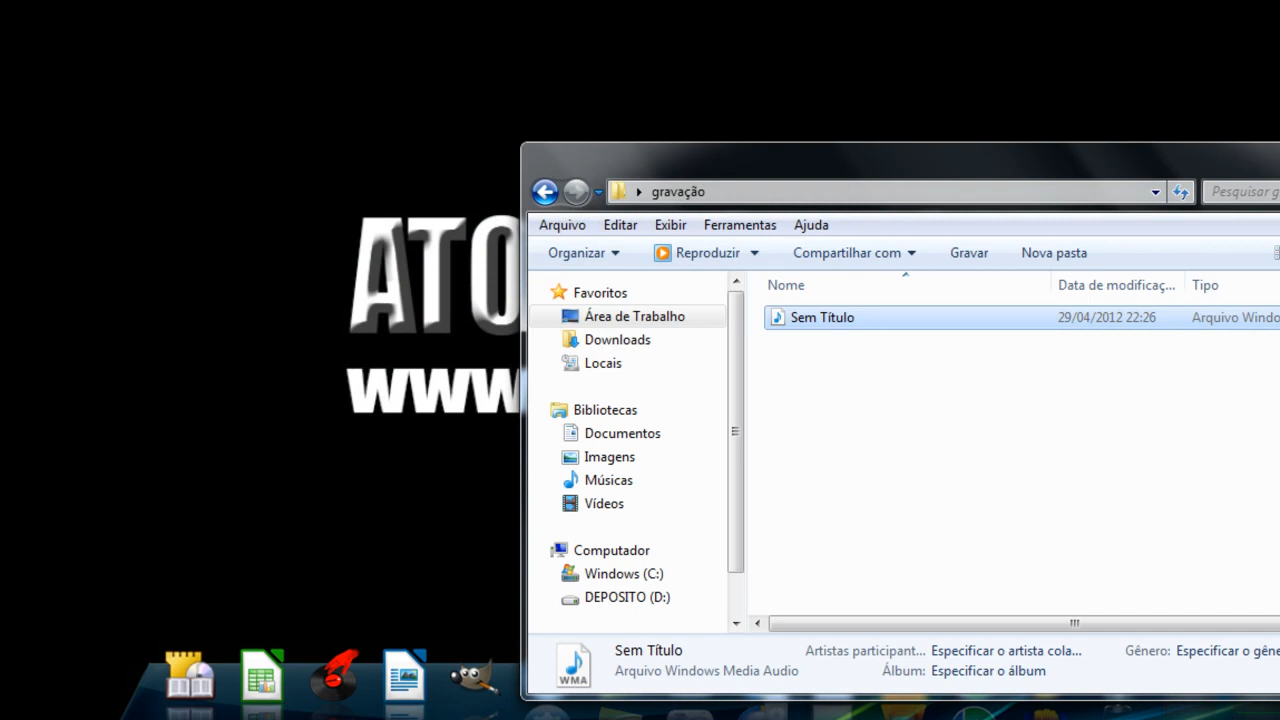 ATO
www
gravação
Pesquisar g
Arquivo Editar Exibir Ferramentas Ajuda
Organizar Reproduzir Compartilhar com Gravar Nova pasta
Favoritos
Área de Trabalho
Downloads
Locais
Bibliotecas
Documentos
Imagens
Músicas
Vídeos
Computador
Windows (C:)
DEPOSITO (D:)
Nome Data de modificaç... Tipo
Sem Título 29/04/2012 22:26 Arquivo Windo
Sem Título Artistas participant... Especificar o artista cola... Gênero: Especificar o gêne
Arquivo Windows Media Audio Álbum: Especificar o álbum
WMA